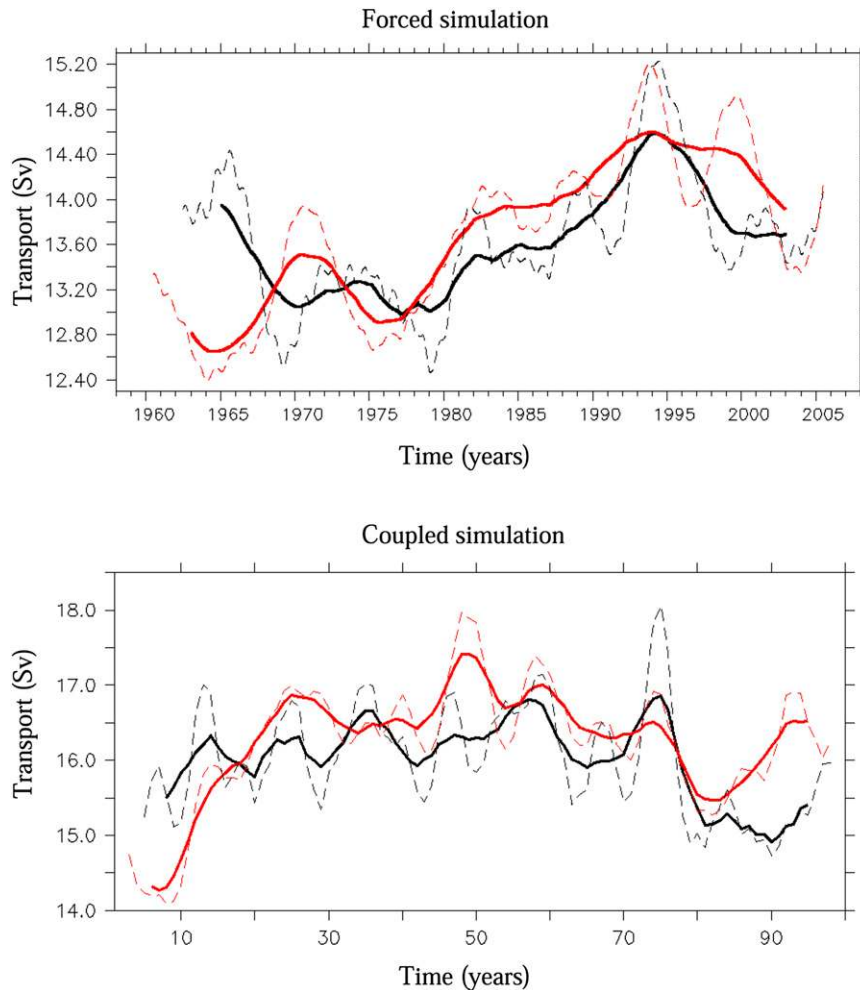 Forced simulation
15.20
14.80
14.40
14.00
13.60
13.20
12.80
12.40
Transport (Sv)
1960 1965 1970 1975 1980 1985 1990 1995 2000 2005
Time (years)
Coupled simulation
18.0
17.0
16.0
15.0
14.0
Transport (Sv)
10 30 50 70 90
Time (years)